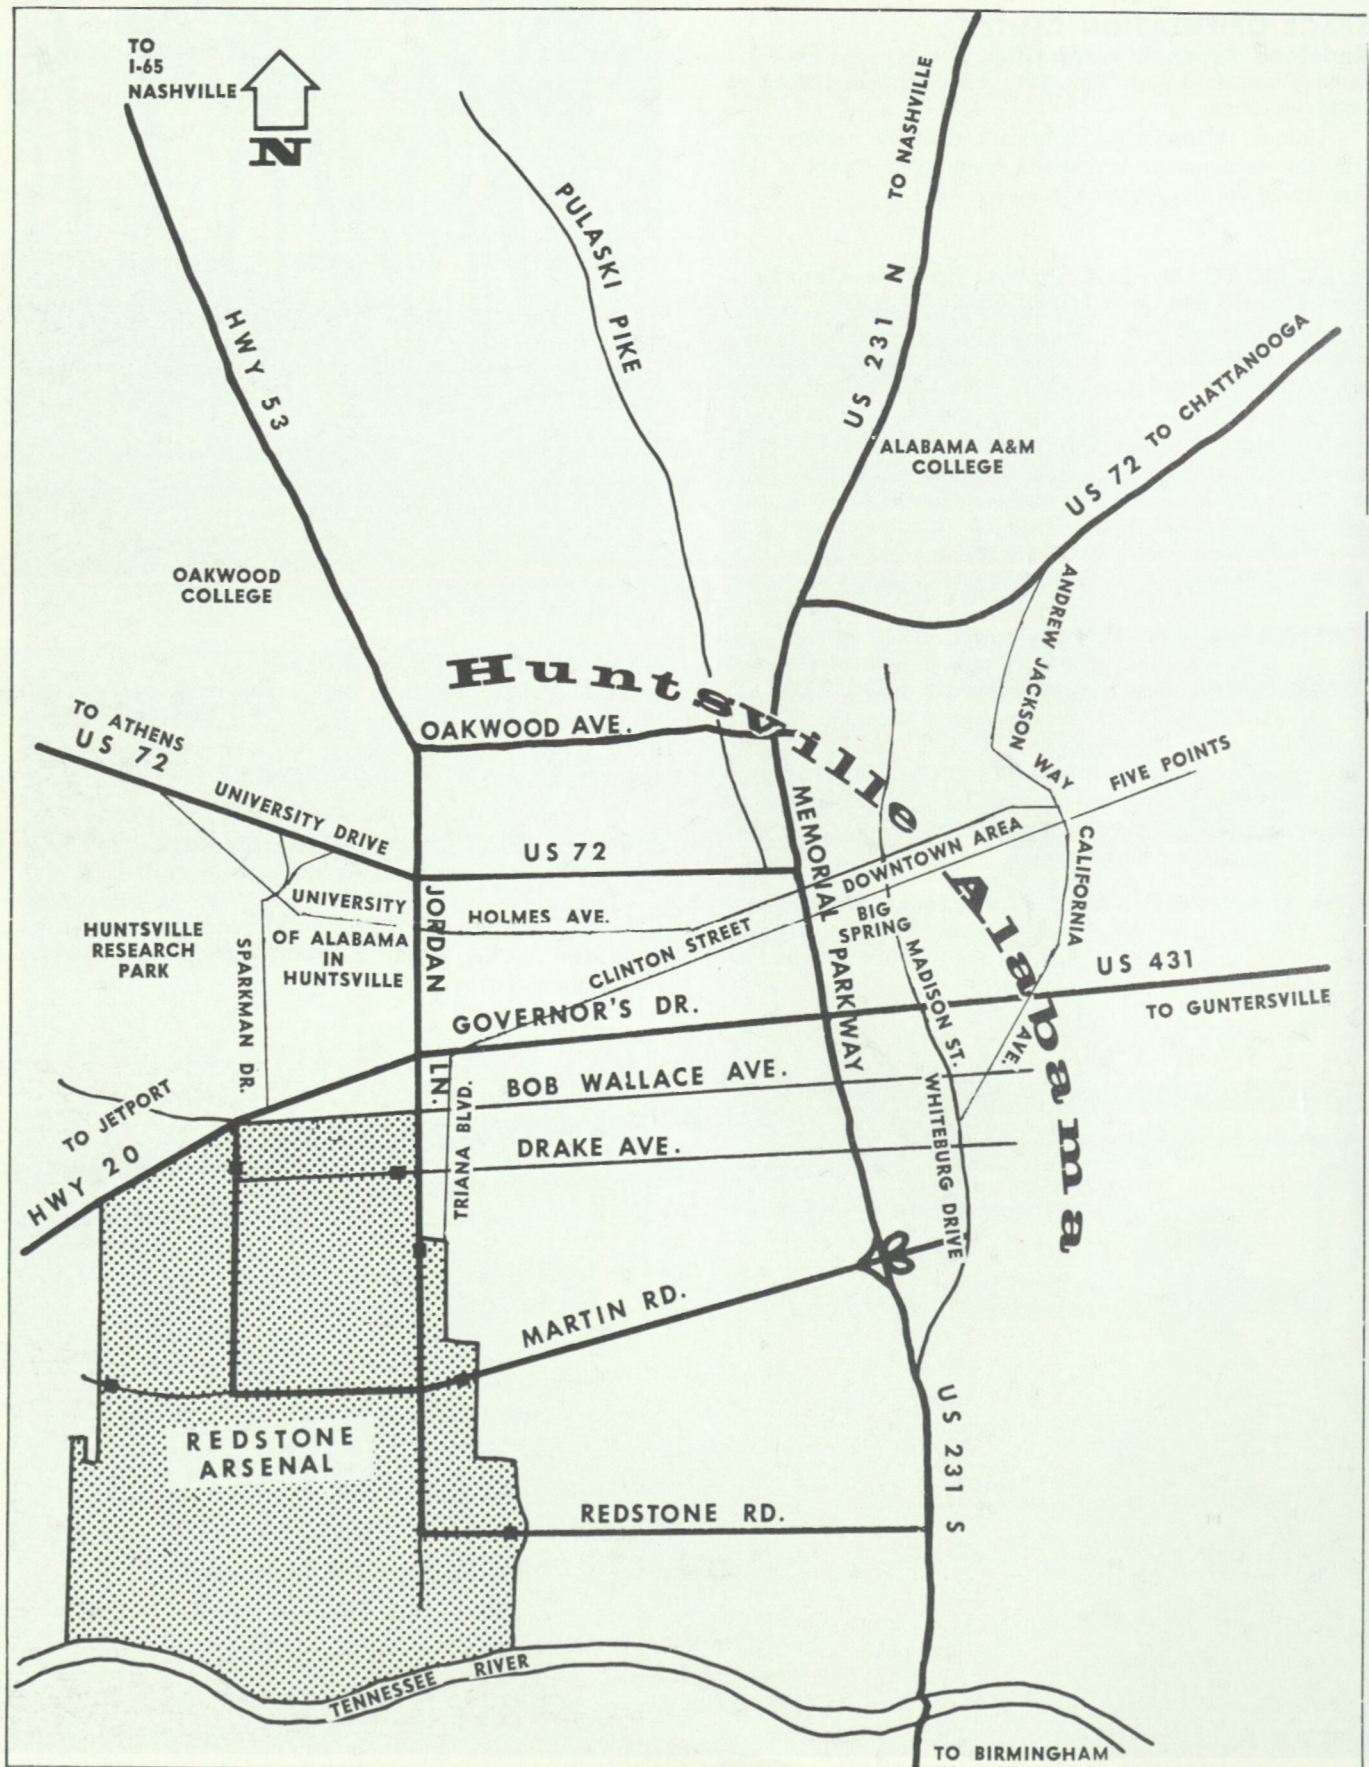 TO
I-65
NASHVILLE
N
TO NASHVILLE
US 231 N
PULASKI PIKE
HWY 53
US 72 TO CHATTANOOGA
ALABAMA A&M
COLLEGE
OAKWOOD
COLLEGE
ANDREW JACKSON WAY
Huntsville Alabama
OAKWOOD AVE.
TO ATHENS
US 72
UNIVERSITY DRIVE
FIVE POINTS
MEMORIAL PARKWAY
US 72
DOWNTOWN AREA
CALIFORNIA AVE.
UNIVERSITY
OF ALABAMA
IN
HUNTSVILLE
JORDAN LN.
HOLMES AVE.
CLINTON STREET
BIG
SPRING
HUNTSVILLE
RESEARCH
PARK
SPARKMAN DR.
MADISON ST.
US 431
TO GUNTERSVILLE
GOVERNOR'S DR.
BOB WALLACE AVE.
TRIANA BLVD.
WHITEBURG DRIVE
TO JETPORT
HWY 20
DRAKE AVE.
MARTIN RD.
REDSTONE
ARSENAL
US 231 S
REDSTONE RD.
TENNESSEE RIVER
TO BIRMINGHAM